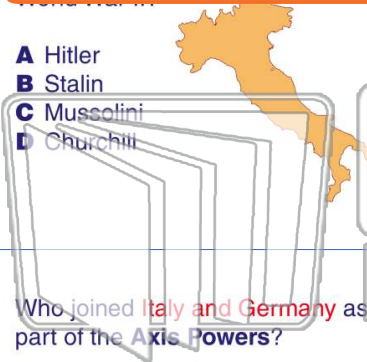 A Hitler
B Stalin
C Mussolini
D Churchill
Who joined Italy and Germany as
part of the Axis Powers?